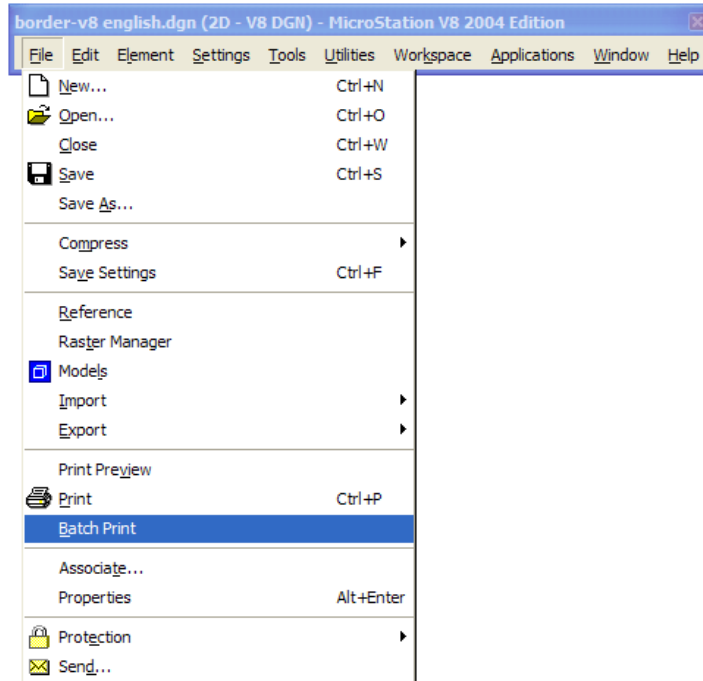 border-v8 english.dgn (2D - V8 DGN) - MicroStation V8 2004 Edition
File Edit Element Settings Tools Utilities Workspace Applications Window Help
New... Ctrl+N
Open... Ctrl+O
Close Ctrl+W
Save Ctrl+S
Save As...
Compress
Save Settings Ctrl+F
Reference
Raster Manager
Models
Import
Export
Print Preview
Print Ctrl+P
Batch Print
Associate...
Properties Alt+Enter
Protection
Send...